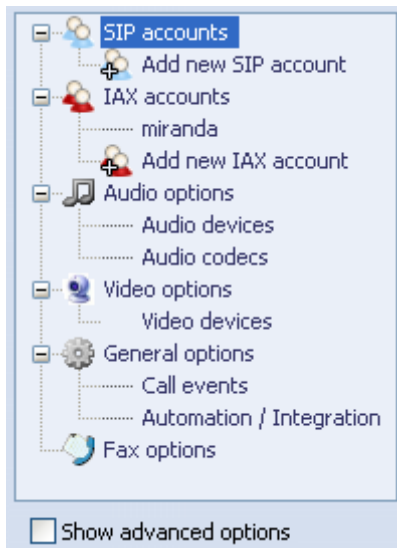 SIP accounts
Add new SIP account
IAX accounts
miranda
Add new IAX account
Audio options
Audio devices
Audio codecs
Video options
Video devices
General options
Call events
Automation / Integration
Fax options
Show advanced options